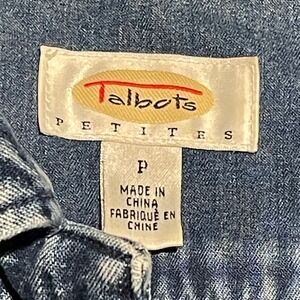 Talbots
PETITES
P
MADE IN
CHINA
FABRIQUÉ EN
CHINE